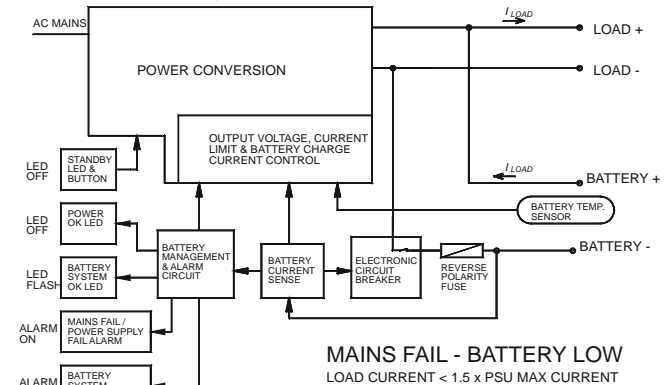 AC MAINS
I LOAD
LOAD +
POWER CONVERSION
LOAD -
OUTPUT VOLTAGE, CURRENT
LIMIT & BATTERY CHARGE
CURRENT CONTROL
LED
OFF
STANDBY
LED &
BUTTON
I LOAD
BATTERY +
BATTERY TEMP.
SENSOR
LED
OFF
POWER
OK LED
BATTERY
MANAGEMENT
& ALARM
CIRCUIT
BATTERY
CURRENT
SENSE
ELECTRONIC
CIRCUIT
BREAKER
REVERSE
POLARITY
FUSE
BATTERY -
LED
FLASH
BATTERY
SYSTEM
OK LED
ALARM
ON
MAINS FAIL /
POWER SUPPLY
FAIL ALARM
MAINS FAIL - BATTERY LOW
LOAD CURRENT < 1.5 x PSU MAX CURRENT
ALARM
BATTERY
SYSTEM